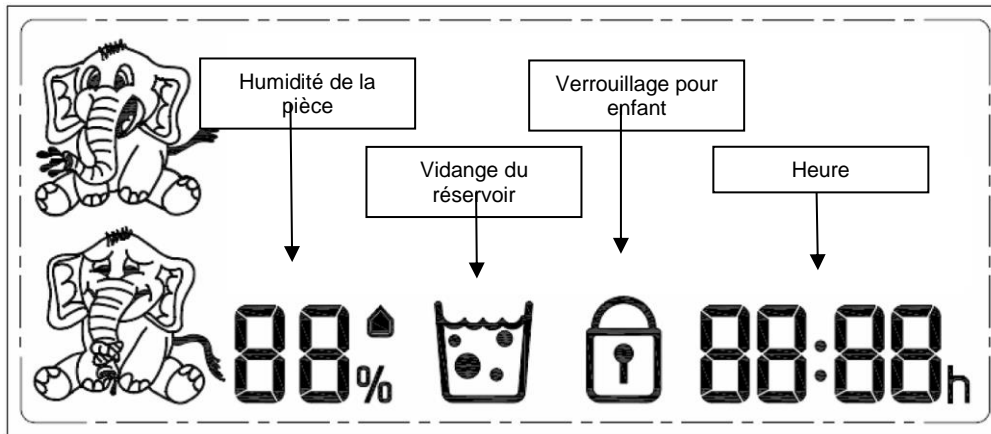 Humidité de la
pièce
Verrouillage pour
enfant
Vidange du
réservoir
Heure
88%
88:88h